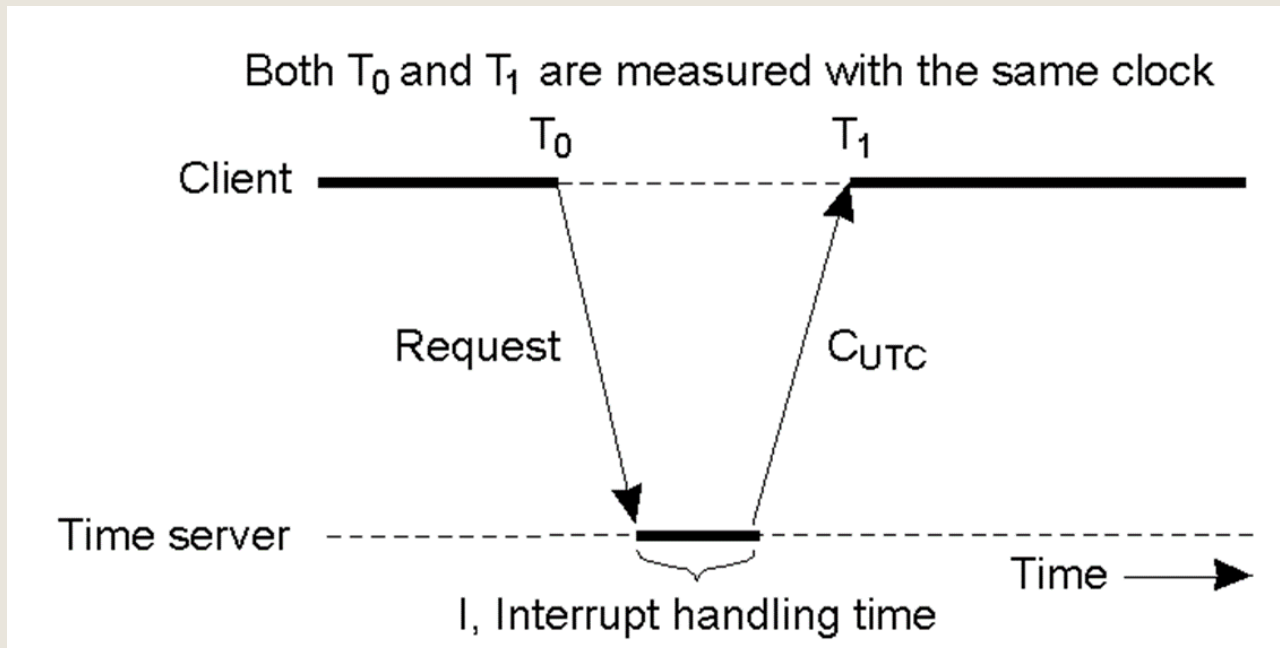 Both T₀ and T₁ are measured with the same clock
T₀ T₁
Client
Request C_UTC
Time server
Time
I, Interrupt handling time